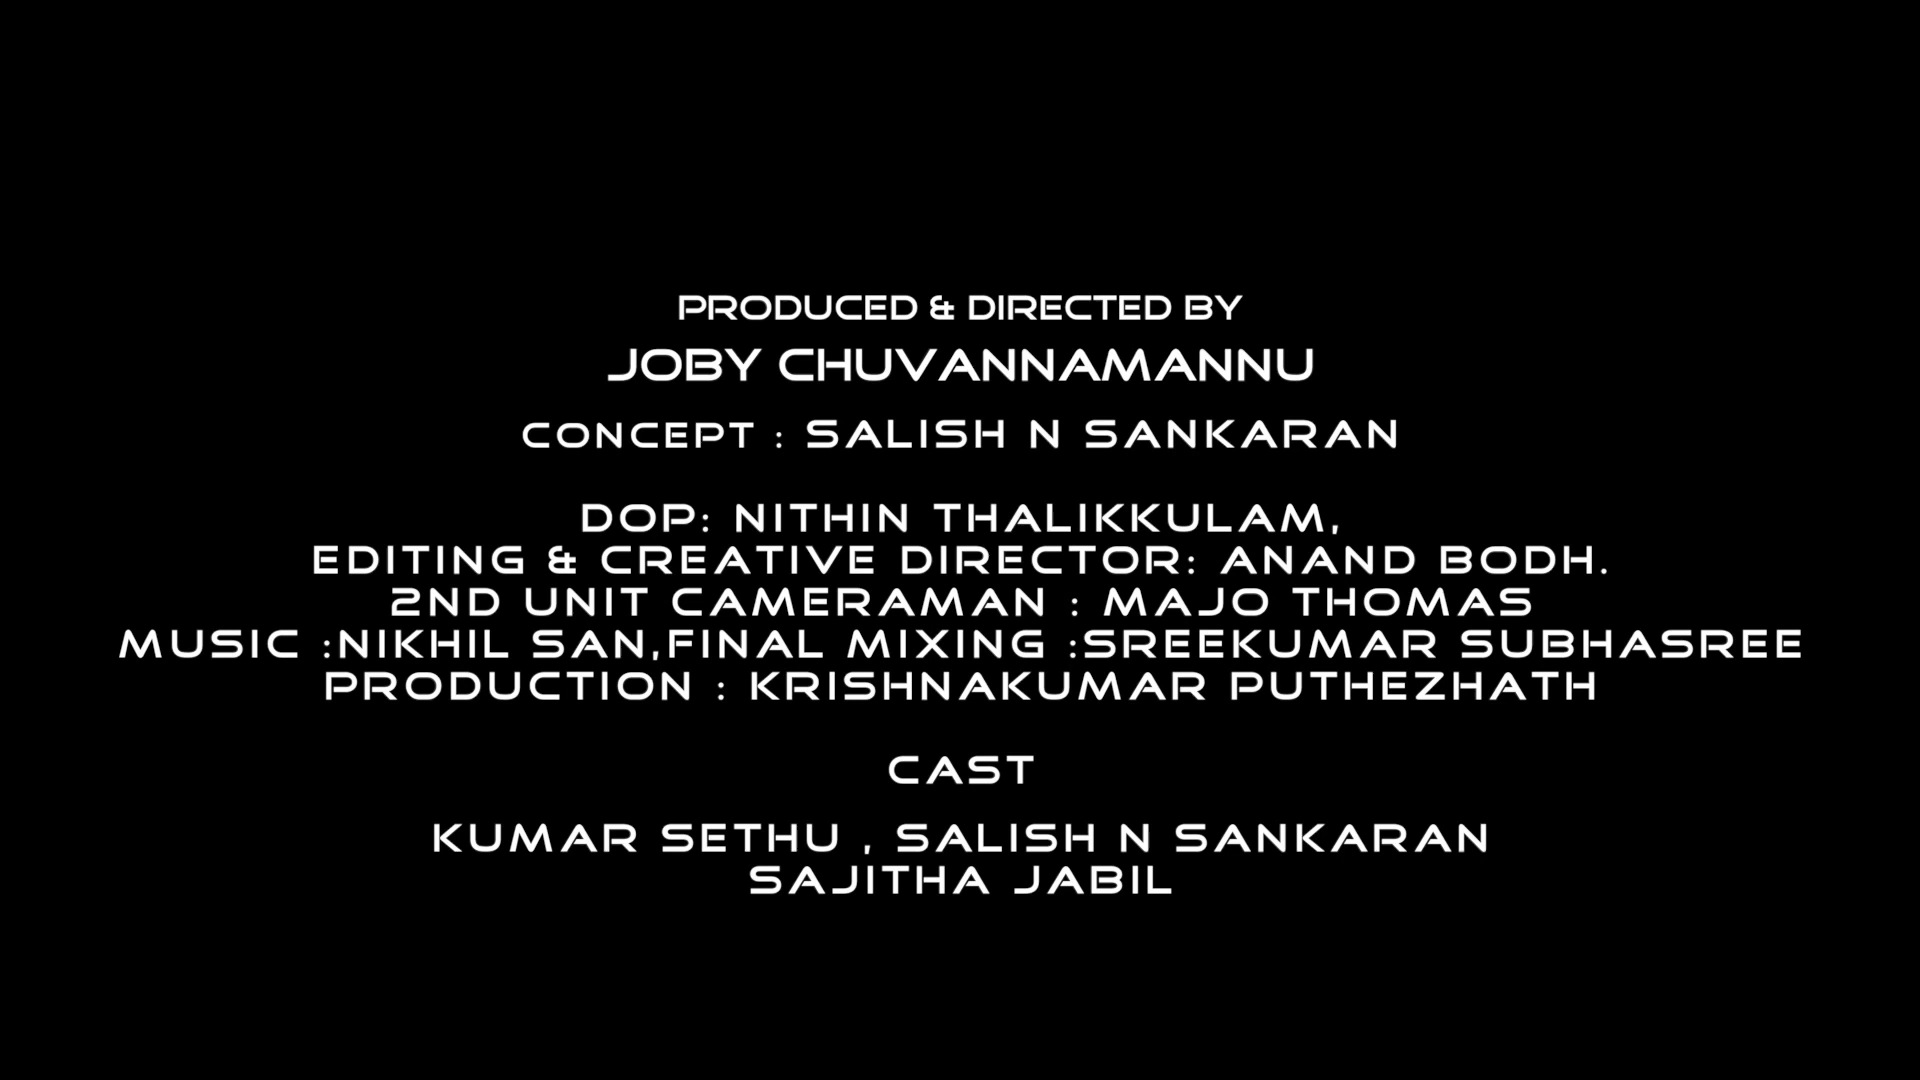 PRODUCED & DIRECTED BY
JOBY CHUVANNAMANNU
CONCEPT : SALISH N SANKARAN
DOP: NITHIN THALIKKULAM,
EDITING & CREATIVE DIRECTOR: ANAND BODH.
2ND UNIT CAMERAMAN : MAJO THOMAS
MUSIC :NIKHIL SAN,FINAL MIXING :SREEKUMAR SUBHASREE
PRODUCTION : KRISHNAKUMAR PUTHEZHATH
CAST
KUMAR SETHU , SALISH N SANKARAN
SAJITHA JABIL